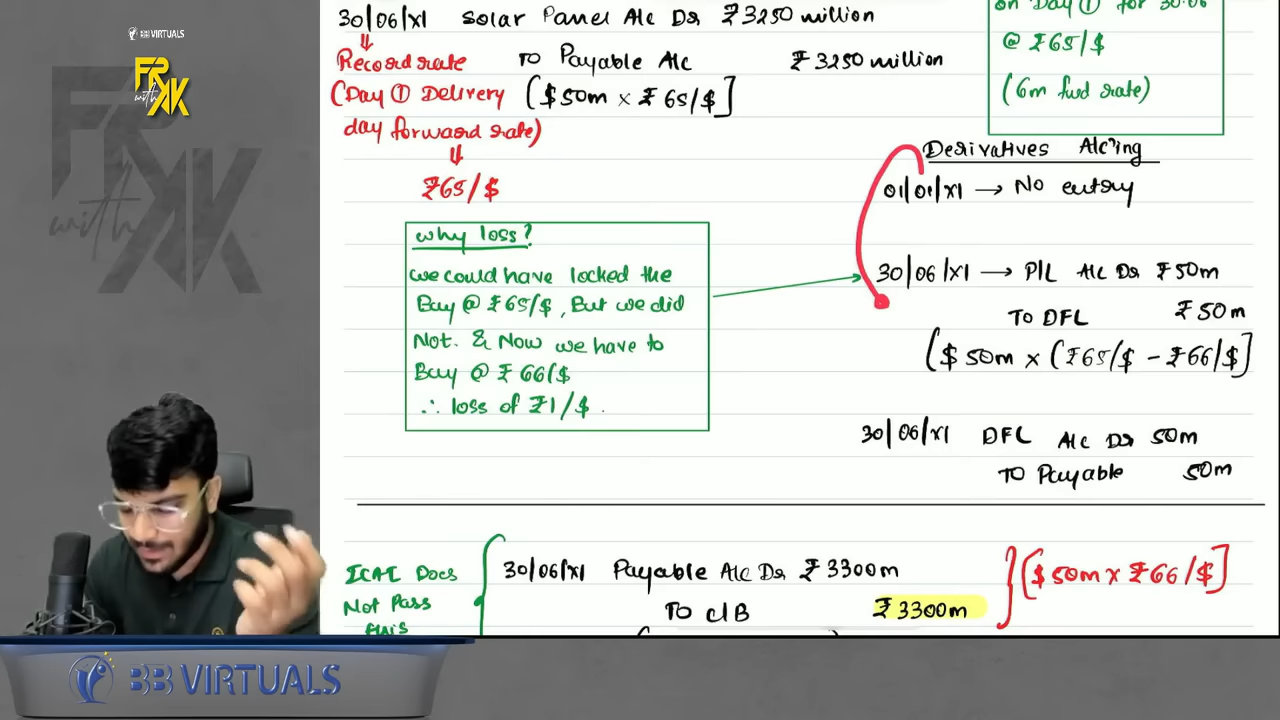 BB VIRTUALS
FR
with
AK
30/06/X1 Solar Panel A/c Dr ₹3250 million
Record rate
To Payable A/c ₹3250 million
(Day ① Delivery
[$50m × ₹65/$]
day forward rate)
₹65/$
on Day ① for 30.06
@ ₹65/$
(6m fwd rate)
Derivatives A/c'ing
01/01/X1 → No entry
Why loss?
We could have locked the
Buy @ ₹65/$, But we did
Not. & Now we have to
Buy @ ₹66/$
∴ loss of ₹1/$.
30/06/X1 → P/L A/c Dr ₹50m
To DFL ₹50m
[$50m × (₹65/$ - ₹66/$]
30/06/X1 DFL A/c Dr 50m
To Payable 50m
ICAI Does
Not Pass
this
30/06/X1 Payable A/c Dr ₹3300m
To C/B ₹3300m
[$50m × ₹66/$]
BB VIRTUALS